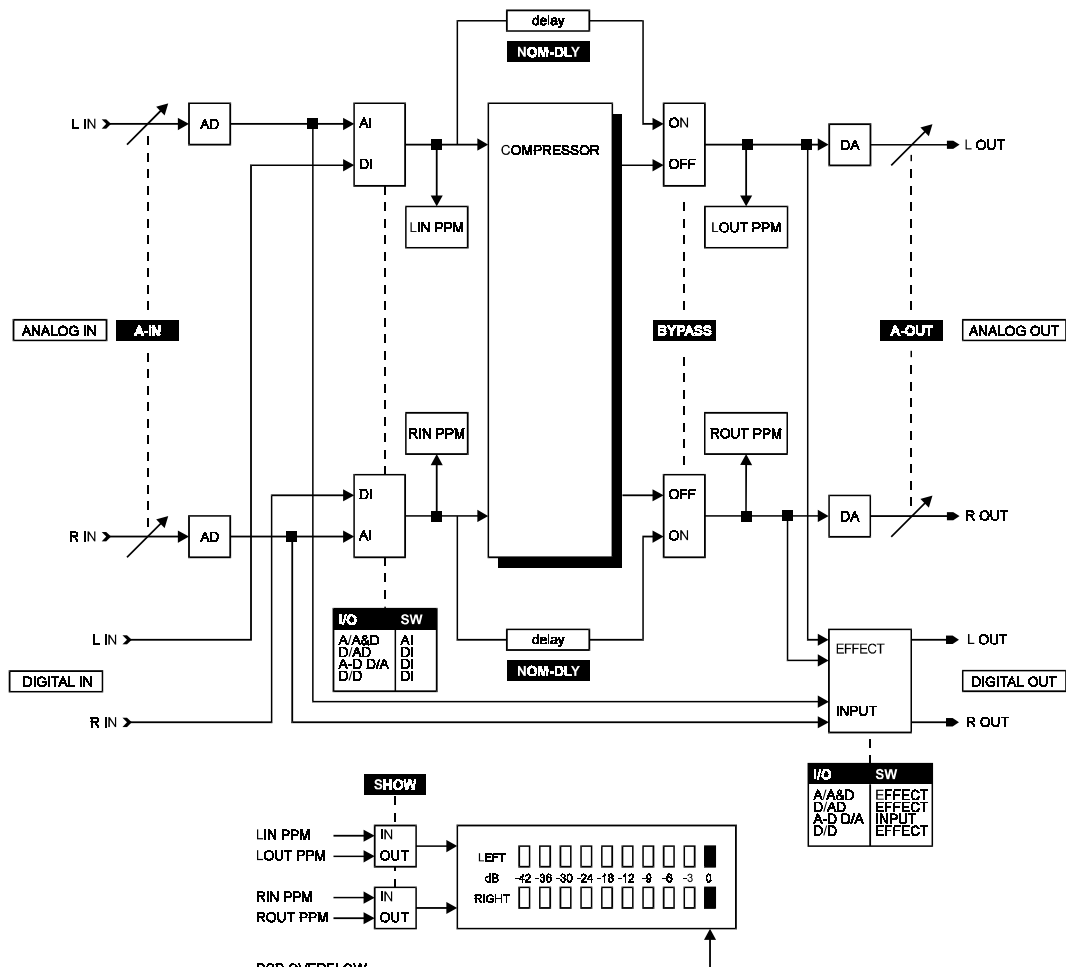 delay
NOM-DLY
L IN
AD
AI
DI
COMPRESSOR
ON
OFF
DA
L OUT
LIN PPM
LOUT PPM
ANALOG IN
A-IN
BYPASS
A-OUT
ANALOG OUT
RIN PPM
ROUT PPM
R IN
AD
DI
AI
OFF
ON
DA
R OUT
I/O SW
A/A&D AI
D/AD DI
A-D D/A DI
D/D DI
delay
NOM-DLY
L IN
DIGITAL IN
R IN
EFFECT
INPUT
L OUT
DIGITAL OUT
R OUT
I/O SW
A/A&D EFFECT
D/AD EFFECT
A-D D/A INPUT
D/D EFFECT
SHOW
LIN PPM
LOUT PPM
IN
OUT
RIN PPM
ROUT PPM
IN
OUT
LEFT
dB -42 -36 -30 -24 -18 -12 -9 -6 -3 0
RIGHT